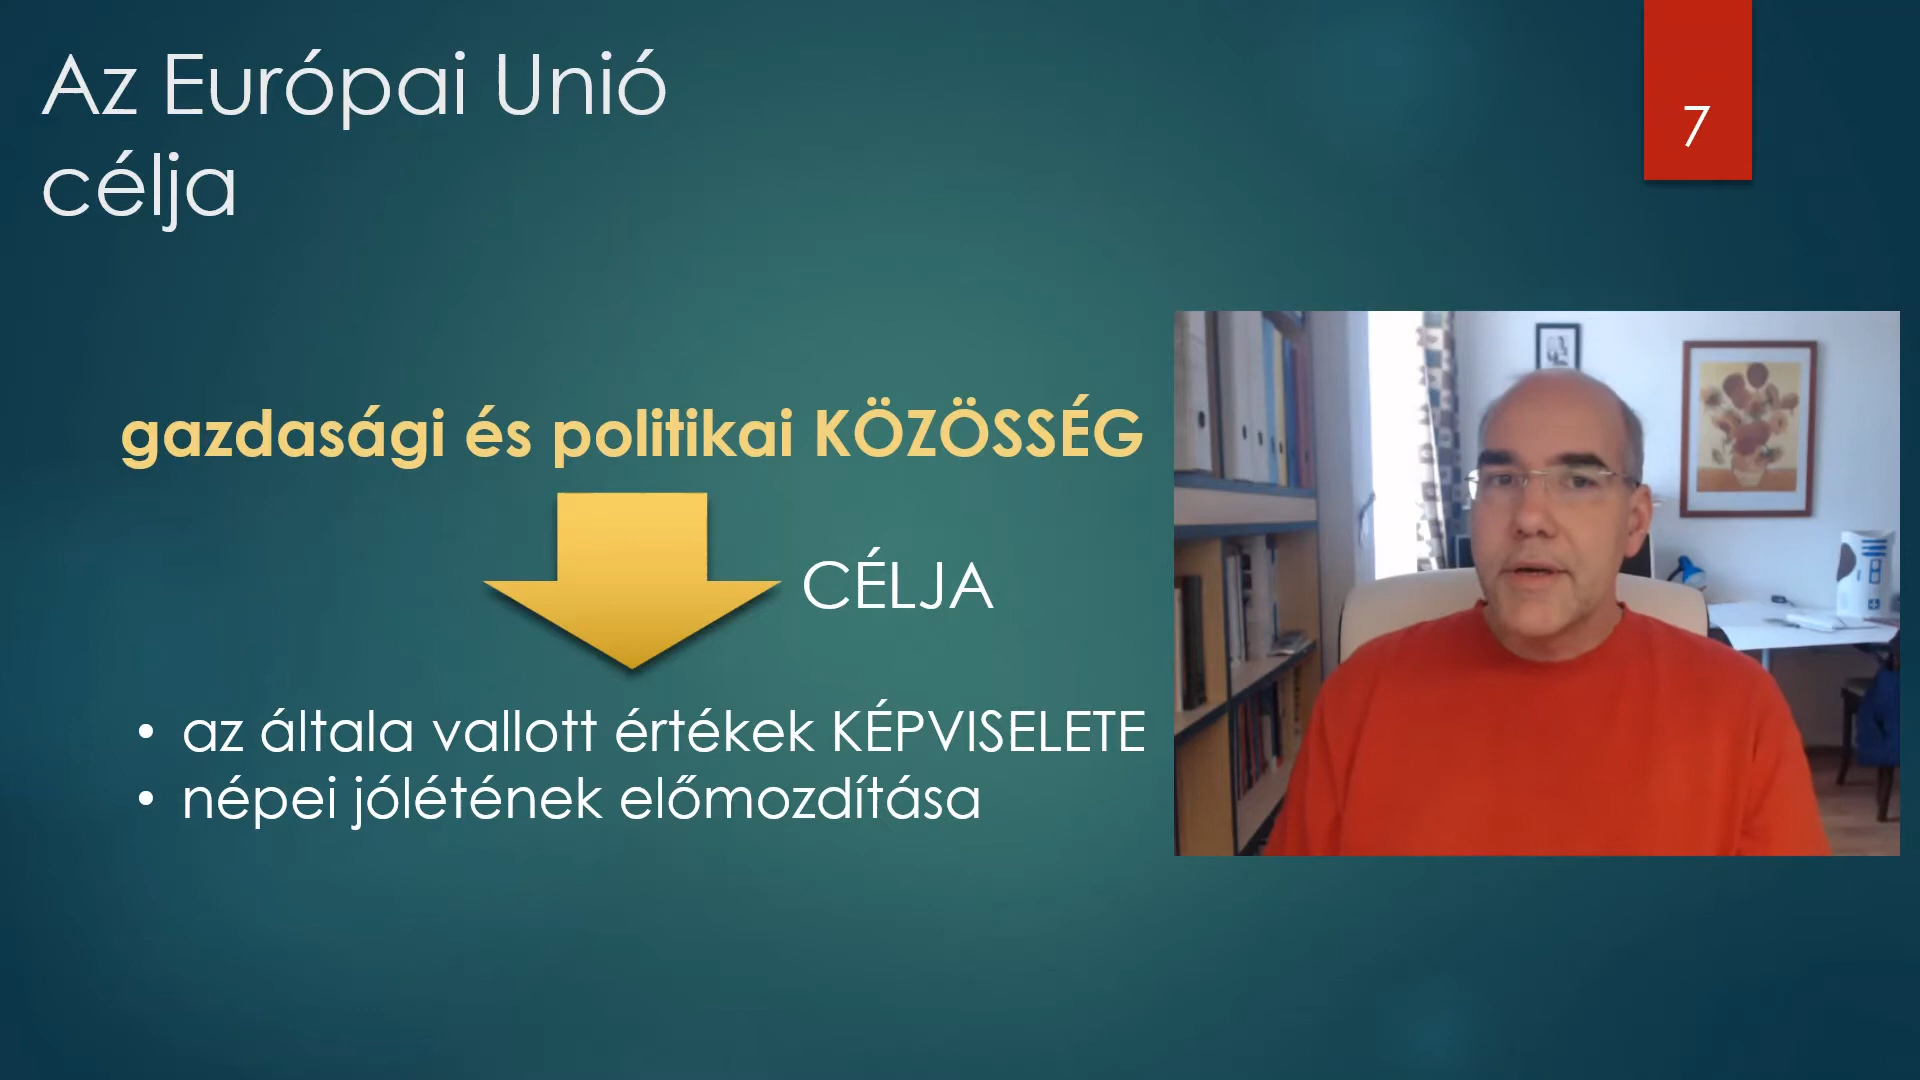 Az Európai Unió
célja
7
gazdasági és politikai KÖZÖSSÉG
CÉLJA
• az általa vallott értékek KÉPVISELETE
• népei jólétének előmozdítása